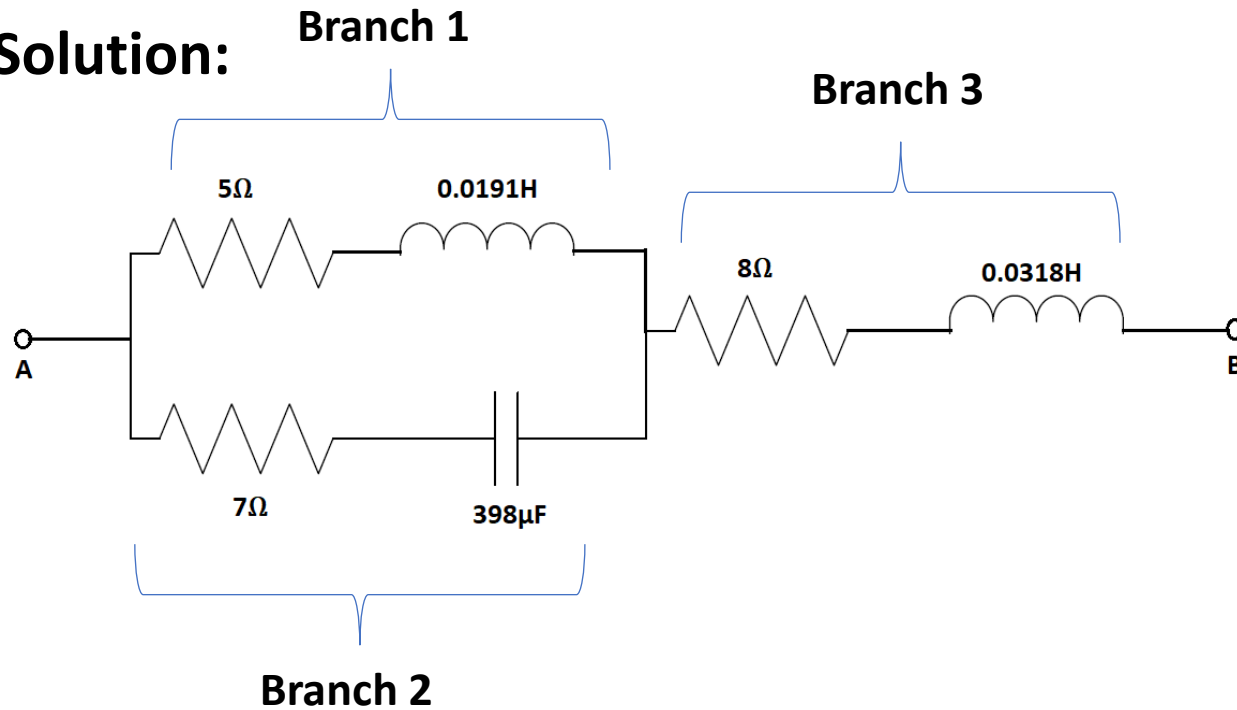 Solution:
Branch 1
Branch 3
5Ω
0.0191H
8Ω
0.0318H
A
B
7Ω
398μF
Branch 2